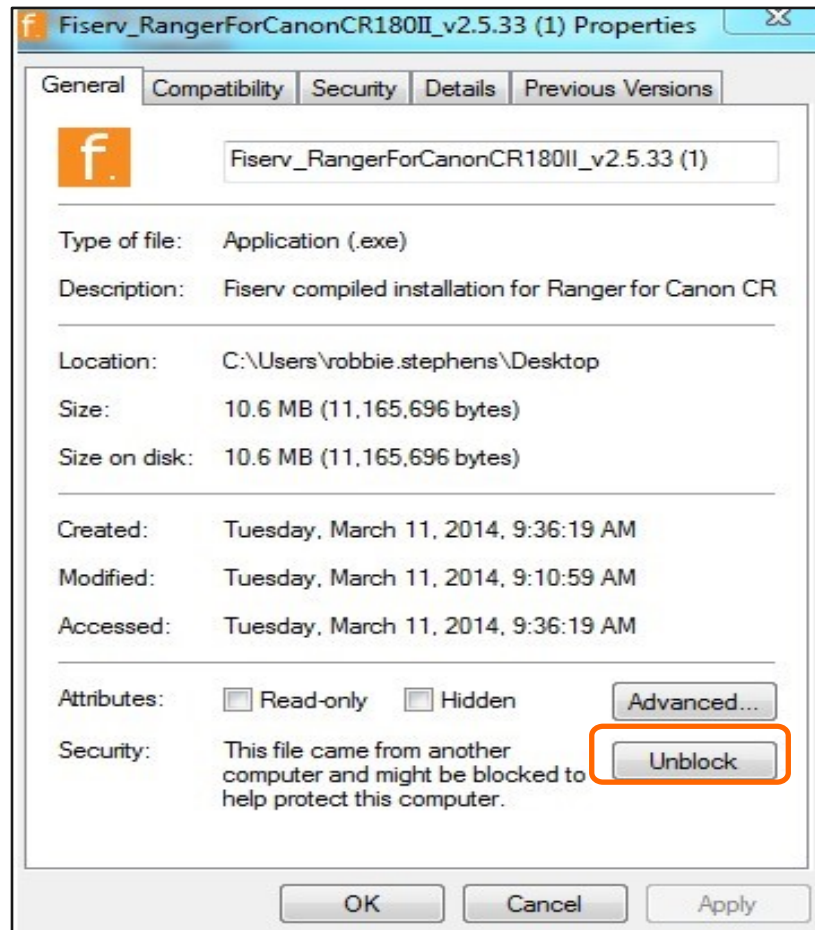 f. Fiserv_RangerForCanonCR180II_v2.5.33 (1) Properties
General Compatibility Security Details Previous Versions
f. Fiserv_RangerForCanonCR180II_v2.5.33 (1)
Type of file: Application (.exe)
Description: Fiserv compiled installation for Ranger for Canon CR
Location: C:\Users\robbie.stephens\Desktop
Size: 10.6 MB (11,165,696 bytes)
Size on disk: 10.6 MB (11,165,696 bytes)
Created: Tuesday, March 11, 2014, 9:36:19 AM
Modified: Tuesday, March 11, 2014, 9:10:59 AM
Accessed: Tuesday, March 11, 2014, 9:36:19 AM
Attributes: Read-only Hidden Advanced...
Security: This file came from another
computer and might be blocked to
help protect this computer.
Unblock
OK Cancel Apply